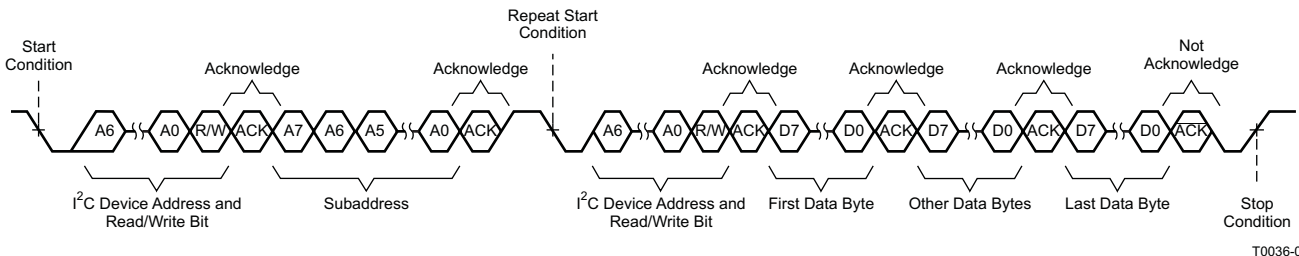 Repeat Start
Condition
Start
Condition
Acknowledge
Acknowledge
Acknowledge
Acknowledge
Acknowledge
Not
Acknowledge
A6 A0 R/W ACK A7 A6 A5 A0 ACK A6 A0 R/W ACK D7 D0 ACK D7 D0 ACK D7 D0 ACK
I²C Device Address and
Read/Write Bit
Subaddress
I²C Device Address and
Read/Write Bit
First Data Byte
Other Data Bytes
Last Data Byte
Stop
Condition
T0036-0